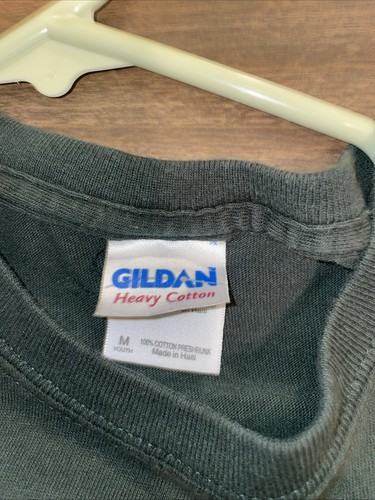 GILDAN
Heavy Cotton
M
YOUTH
100% COTTON PRESHRUNK
Made in Haiti